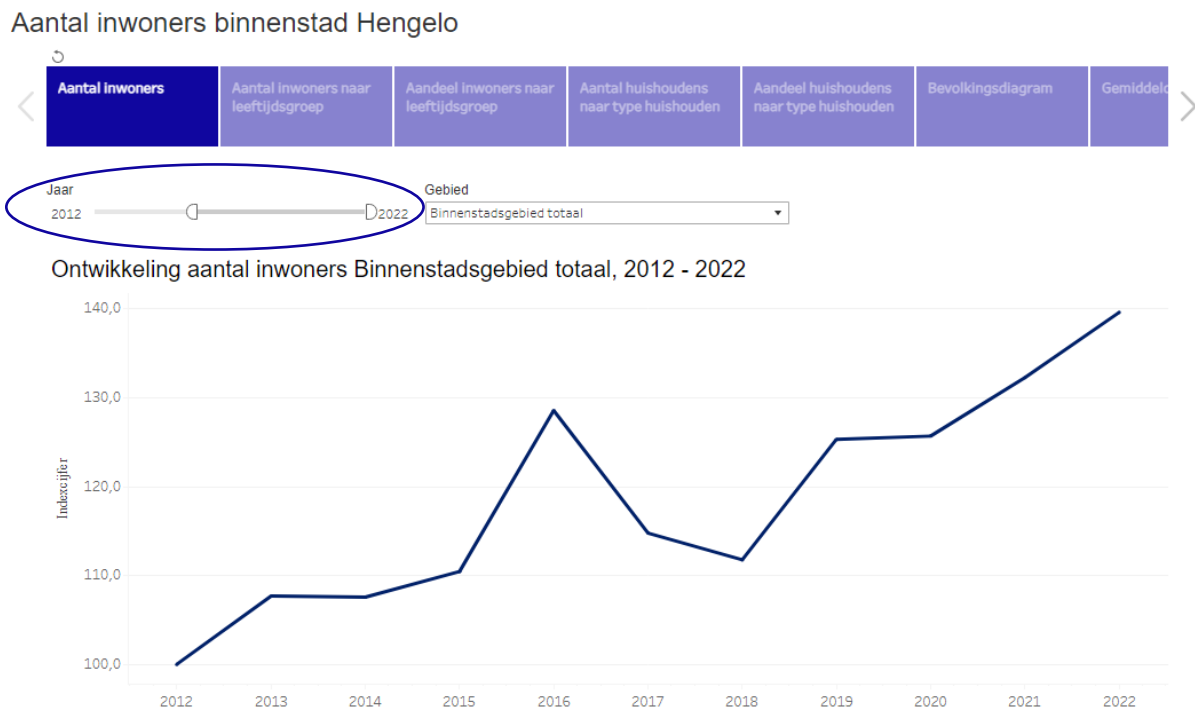 Aantal inwoners binnenstad Hengelo
Aantal inwoners
Aantal inwoners naar
leeftijdsgroep
Aandeel inwoners naar
leeftijdsgroep
Aantal huishoudens
naar type huishouden
Aandeel huishoudens
naar type huishouden
Bevolkingsdiagram
Gemiddeld
Jaar
2012
2022
Gebied
Binnenstadsgebied totaal
Ontwikkeling aantal inwoners Binnenstadsgebied totaal, 2012 - 2022
140,0
130,0
120,0
110,0
100,0
Indexcijfer
2012 2013 2014 2015 2016 2017 2018 2019 2020 2021 2022